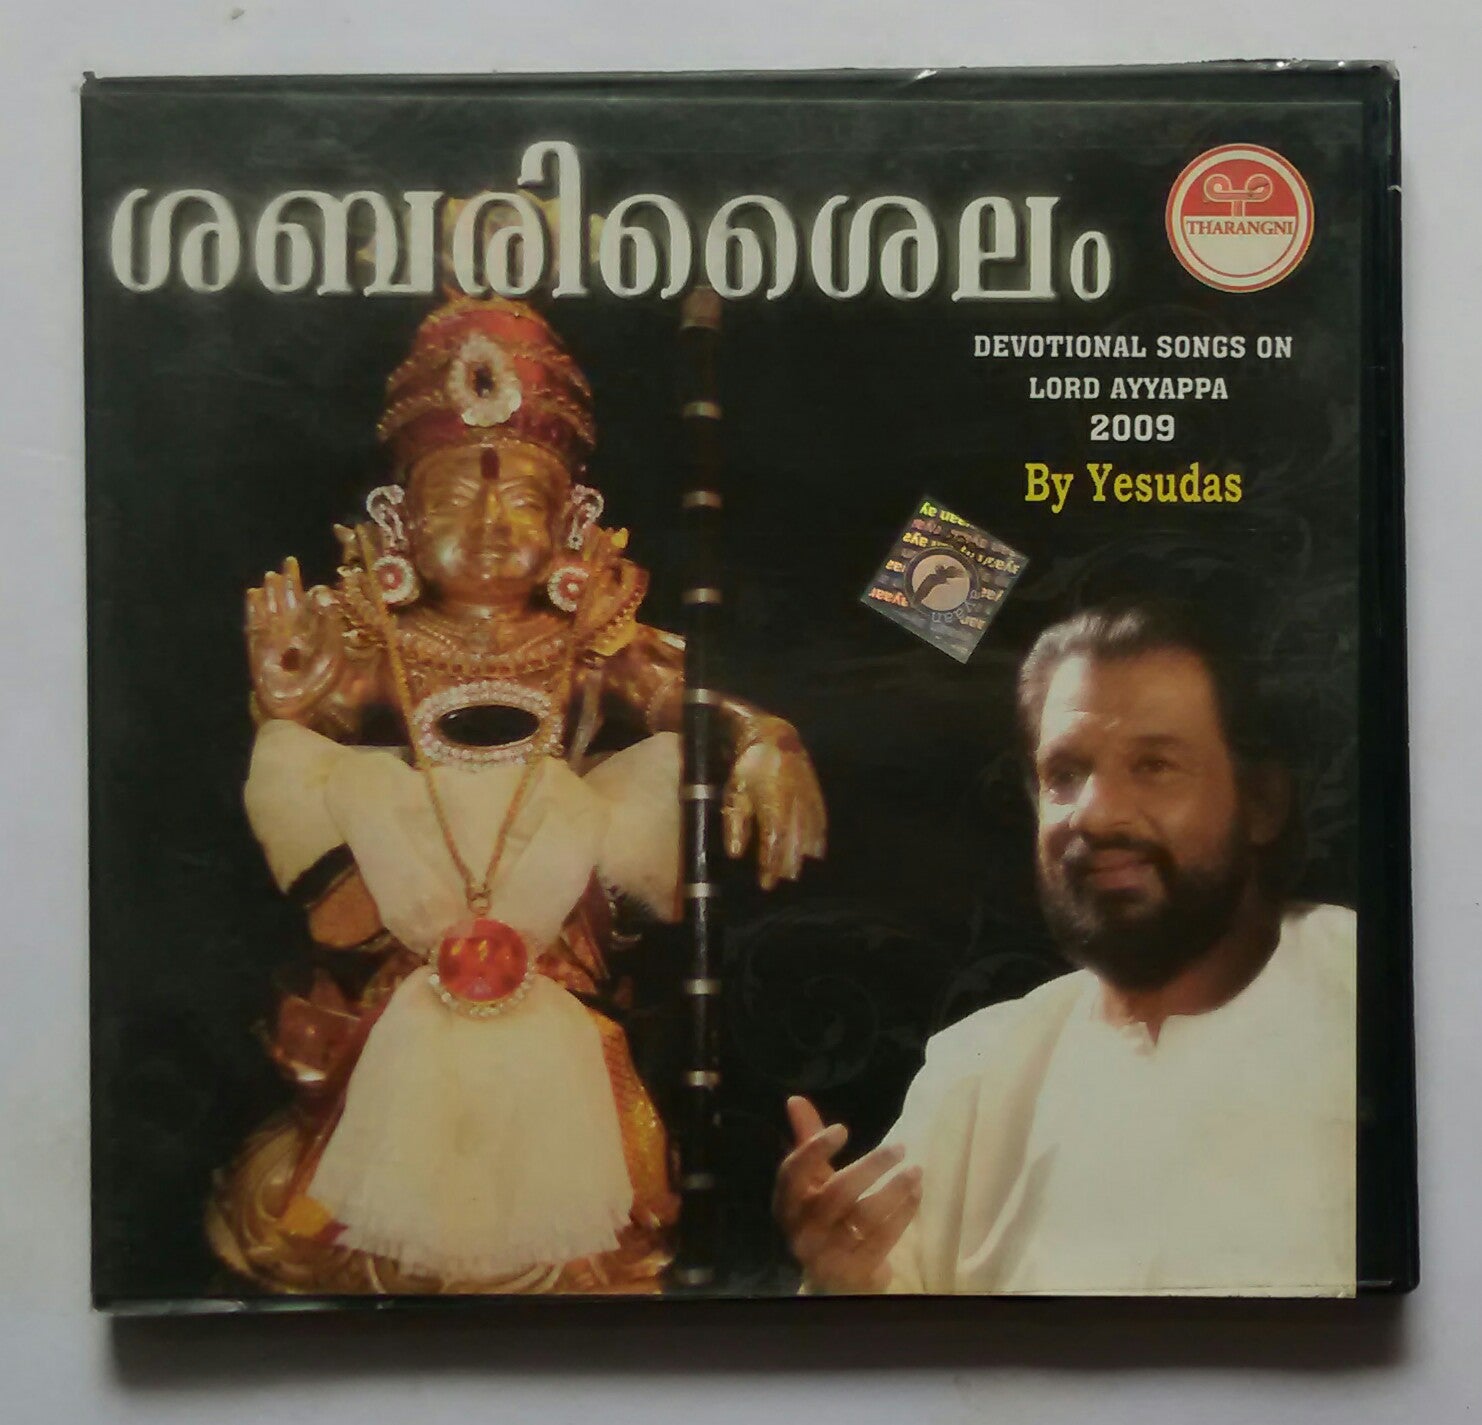 ശബരിശൈലം
THARANGNI
DEVOTIONAL SONGS ON
LORD AYYAPPA
2009
By Yesudas